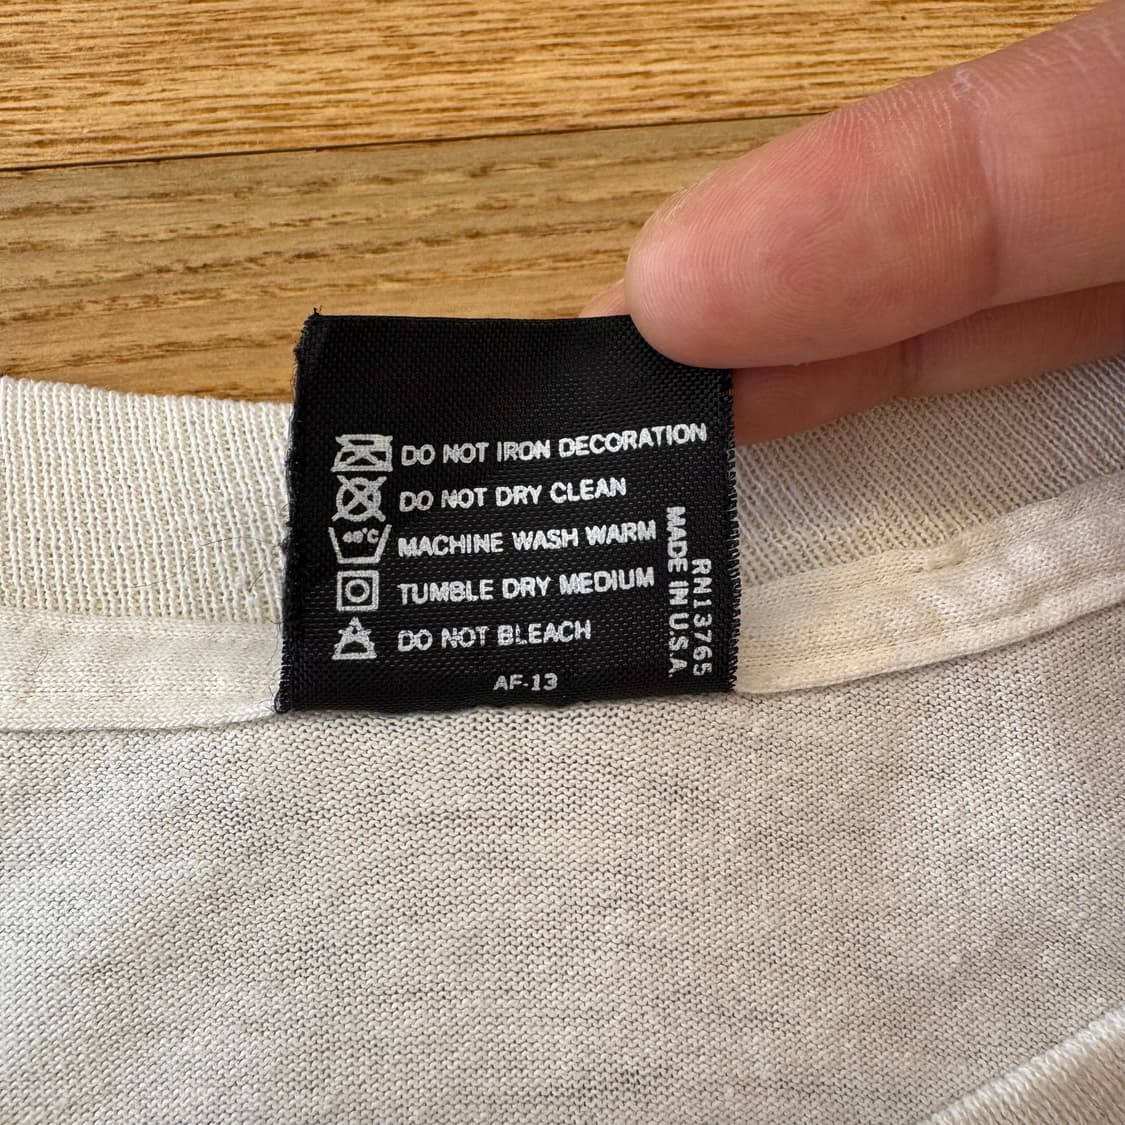 DO NOT IRON DECORATION
DO NOT DRY CLEAN
MACHINE WASH WARM
TUMBLE DRY MEDIUM
DO NOT BLEACH
AF-13
RN13765
MADE IN U.S.A.